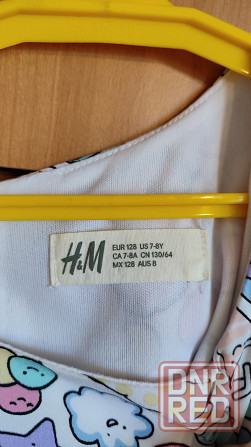 H&M
EUR 128 US 7-8Y
CA 7-8A CN 130/64
MX 128 AUS 8
DNR
RED